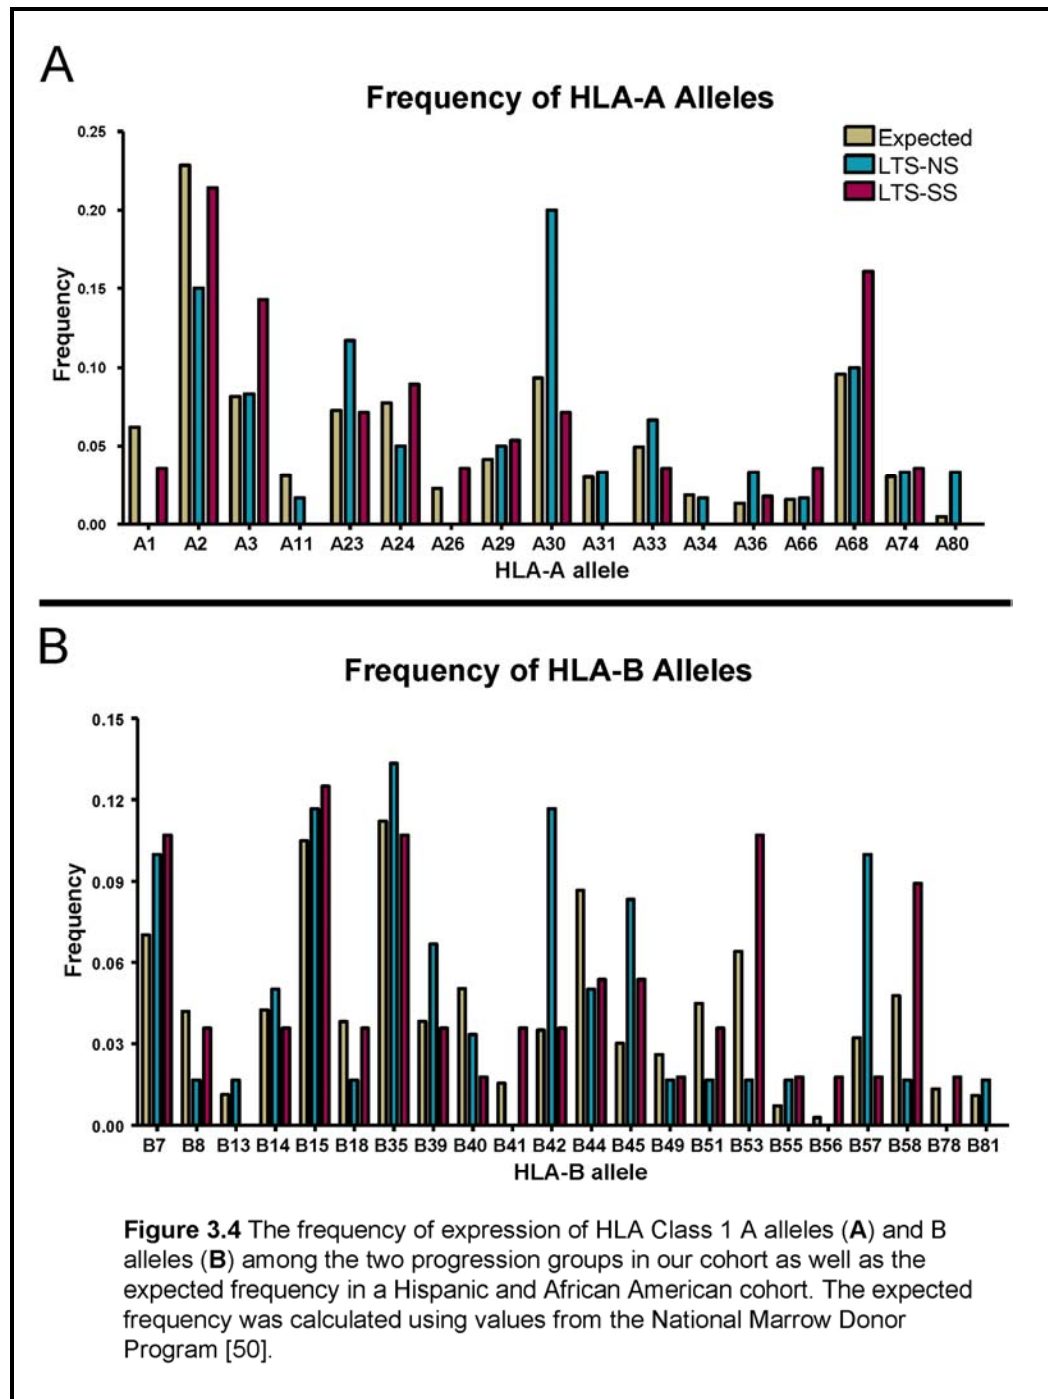 A
Frequency of HLA-A Alleles
Expected
LTS-NS
LTS-SS
0.25
0.20
0.15
0.10
0.05
0.00
Frequency
A1 A2 A3 A11 A23 A24 A26 A29 A30 A31 A33 A34 A36 A66 A68 A74 A80
HLA-A allele
B
Frequency of HLA-B Alleles
0.15
0.12
0.09
0.06
0.03
0.00
Frequency
B7 B8 B13 B14 B15 B18 B35 B39 B40 B41 B42 B44 B45 B49 B51 B53 B55 B56 B57 B58 B78 B81
HLA-B allele
Figure 3.4 The frequency of expression of HLA Class 1 A alleles (A) and B
alleles (B) among the two progression groups in our cohort as well as the
expected frequency in a Hispanic and African American cohort. The expected
frequency was calculated using values from the National Marrow Donor
Program [50].